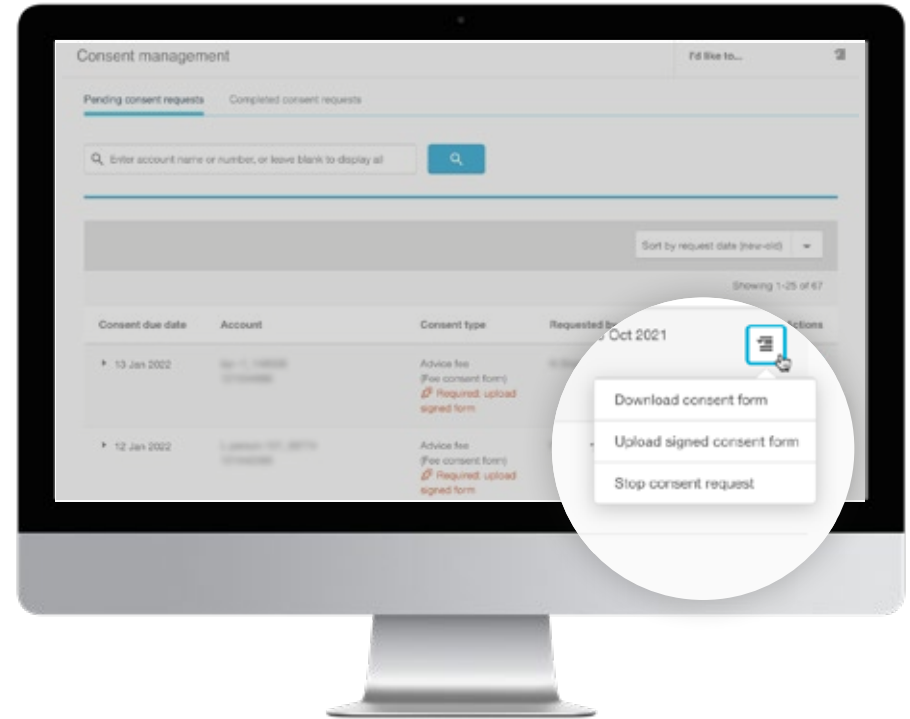 Consent management
I'd like to...
Pending consent requests
Completed consent requests
Enter account name or number, or leave blank to display all
Sort by request date (new-old)
Showing 1-25 of 67
Consent due date
Account
Consent type
Requested
Oct 2021
13 Jan 2022
Advice fee
(Fee consent form)
Required: upload
signed form
Download consent form
Upload signed consent form
Stop consent request
12 Jan 2022
Advice fee
(Fee consent form)
Required: upload
signed form